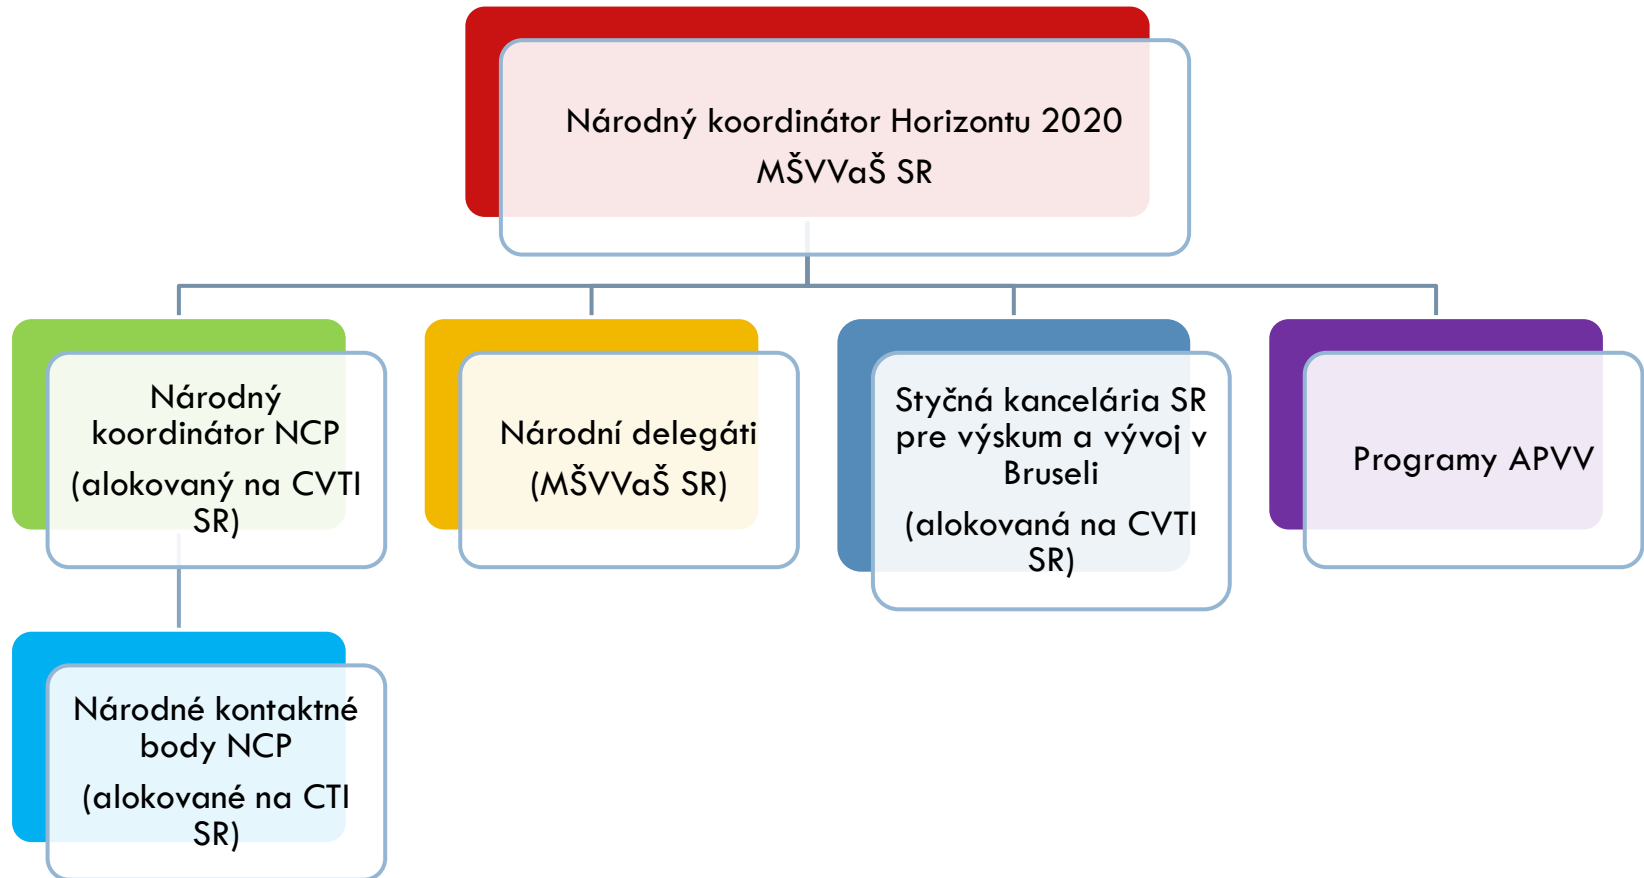 Národný koordinátor Horizontu 2020
MŠVVaŠ SR
Národný
koordinátor NCP
(alokovaný na CVTI
SR)
Národní delegáti
(MŠVVaŠ SR)
Styčná kancelária SR
pre výskum a vývoj v
Bruseli
(alokovaná na CVTI
SR)
Programy APVV
Národné kontaktné
body NCP
(alokované na CTI
SR)